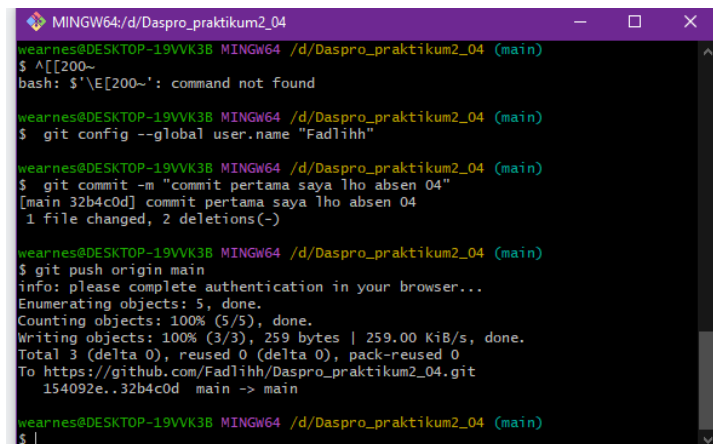 MINGW64:/d/Daspro_praktikum2_04
wearnes@DESKTOP-19VVK3B MINGW64 /d/Daspro_praktikum2_04 (main)
$ ^[[200~
bash: $'\E[200~': command not found
wearnes@DESKTOP-19VVK3B MINGW64 /d/Daspro_praktikum2_04 (main)
$  git config --global user.name "Fadlihh"
wearnes@DESKTOP-19VVK3B MINGW64 /d/Daspro_praktikum2_04 (main)
$  git commit -m "commit pertama saya lho absen 04"
[main 32b4c0d] commit pertama saya lho absen 04
 1 file changed, 2 deletions(-)
wearnes@DESKTOP-19VVK3B MINGW64 /d/Daspro_praktikum2_04 (main)
$ git push origin main
info: please complete authentication in your browser...
Enumerating objects: 5, done.
Counting objects: 100% (5/5), done.
Writing objects: 100% (3/3), 259 bytes | 259.00 KiB/s, done.
Total 3 (delta 0), reused 0 (delta 0), pack-reused 0
To https://github.com/Fadlihh/Daspro_praktikum2_04.git
   154092e..32b4c0d  main -> main
wearnes@DESKTOP-19VVK3B MINGW64 /d/Daspro_praktikum2_04 (main)
$